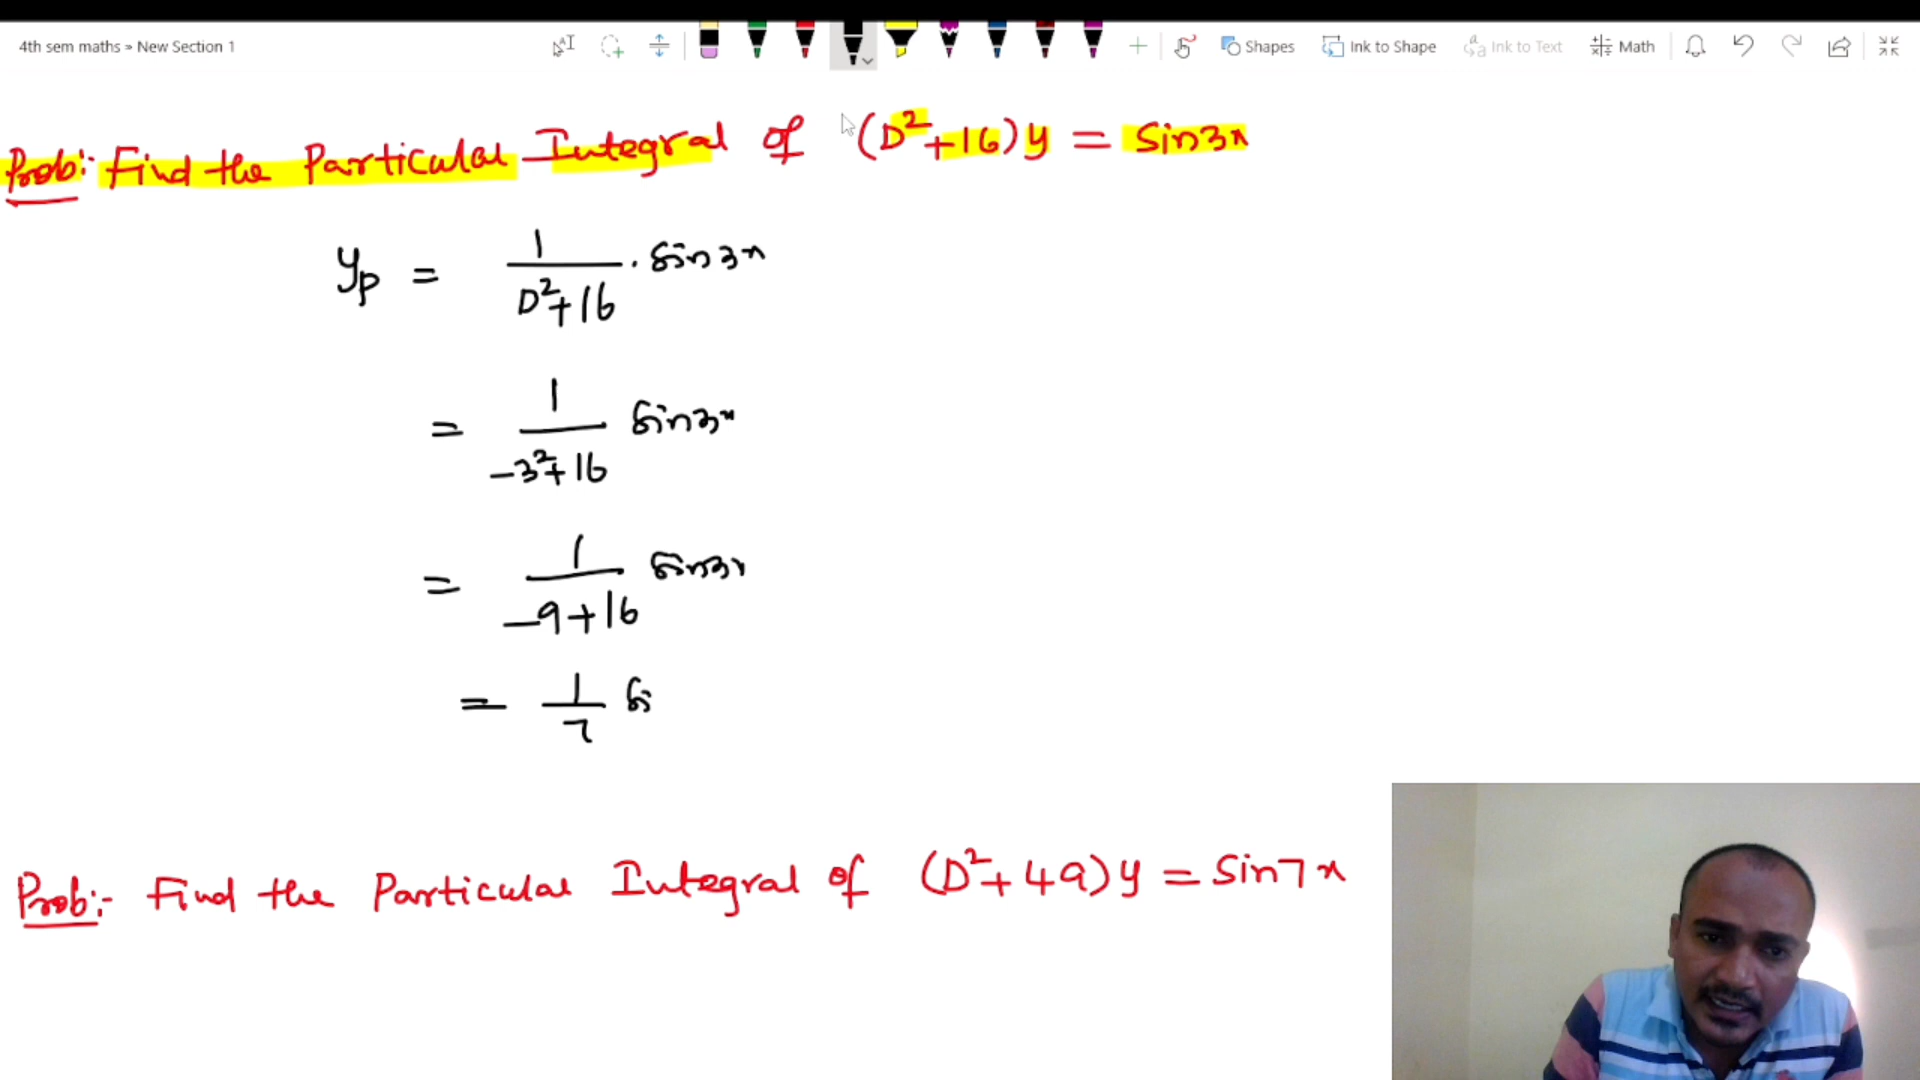 4th sem maths » New Section 1
Shapes Ink to Shape Ink to Text Math
Prob:- Find the Particular Integral of (D²+16)y = Sin3x
yp = 1/(D²+16) . Sin3x
= 1/(-3²+16) Sin3x
= 1/(-9+16) Sin3x
= 1/7 Si
Prob:- Find the Particular Integral of (D²+49)y = Sin7x